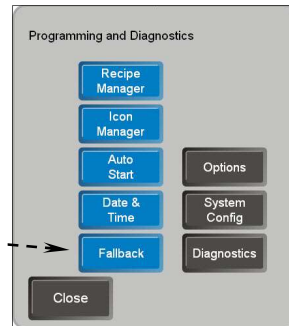 Programming and Diagnostics
Recipe
Manager
Icon
Manager
Auto
Start
Options
Date &
Time
System
Config
Fallback
Diagnostics
Close